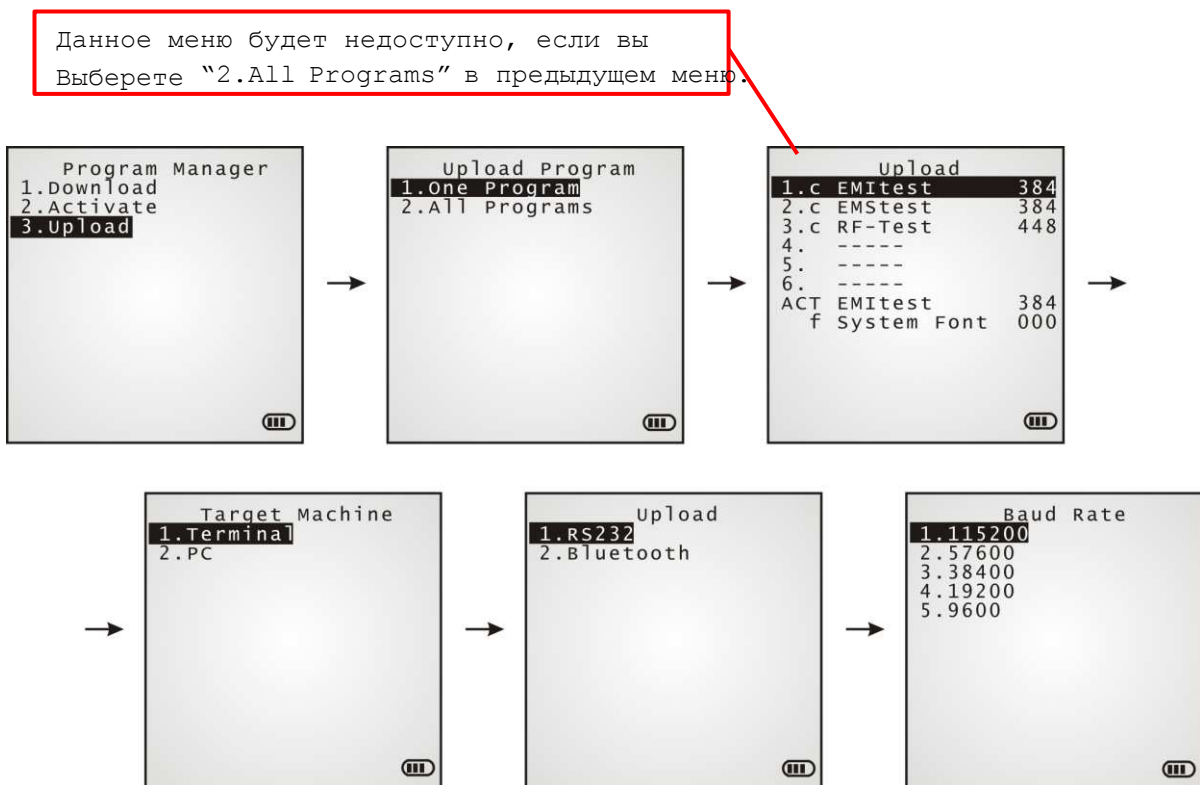 Данное меню будет недоступно, если вы
Выберете “2.All Programs” в предыдущем меню.
Program Manager
1.Download
2.Activate
3.Upload
Upload Program
1.One Program
2.All Programs
Upload
1.c EMItest 384
2.c EMStest 384
3.c RF-Test 448
4. -----
5. -----
6. -----
ACT EMItest 384
f System Font 000
Target Machine
1.Terminal
2.PC
Upload
1.RS232
2.Bluetooth
Baud Rate
1.115200
2.57600
3.38400
4.19200
5.9600